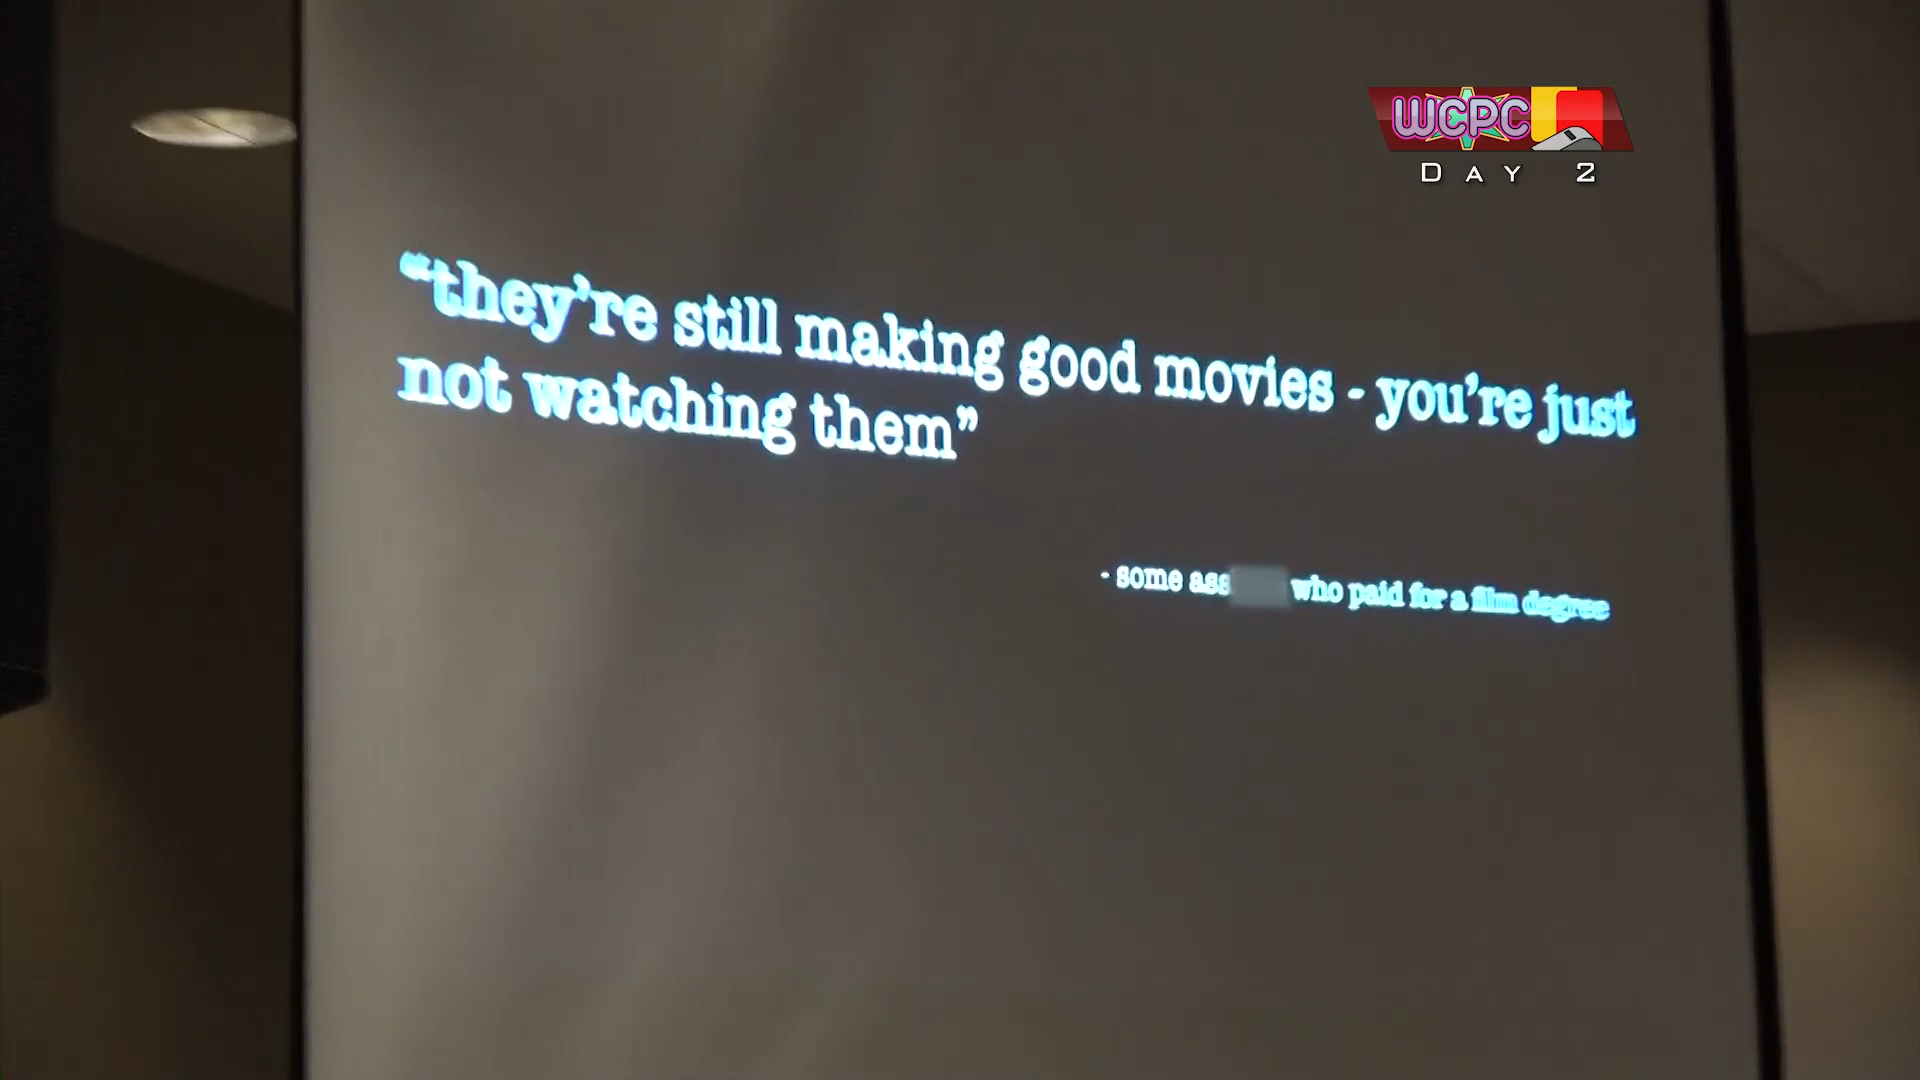 WCPC
Day 2
“they’re still making good movies - you’re just
not watching them”
- some ass who paid for a film degree